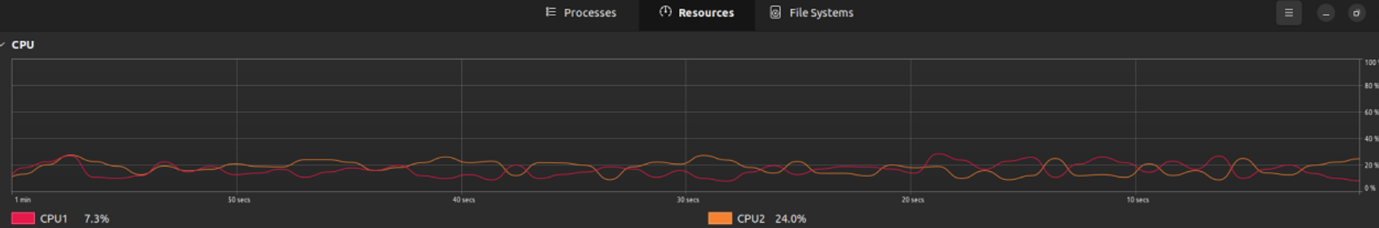 Processes Resources File Systems
CPU
100 %
80 %
60 %
40 %
20 %
0 %
1 min 50 secs 40 secs 30 secs 20 secs 10 secs
CPU1 7.3% CPU2 24.0%